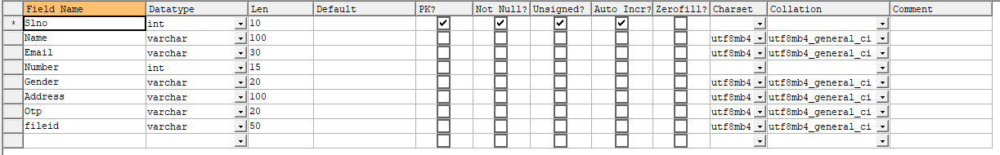 Field Name Datatype Len Default PK? Not Null? Unsigned? Auto Incr? Zerofill? Charset Collation Comment
* Slno int 10
Name varchar 100 utf8mb4 utf8mb4_general_ci
Email varchar 30 utf8mb4 utf8mb4_general_ci
Number int 15
Gender varchar 20 utf8mb4 utf8mb4_general_ci
Address varchar 100 utf8mb4 utf8mb4_general_ci
Otp varchar 20 utf8mb4 utf8mb4_general_ci
fileid varchar 50 utf8mb4 utf8mb4_general_ci